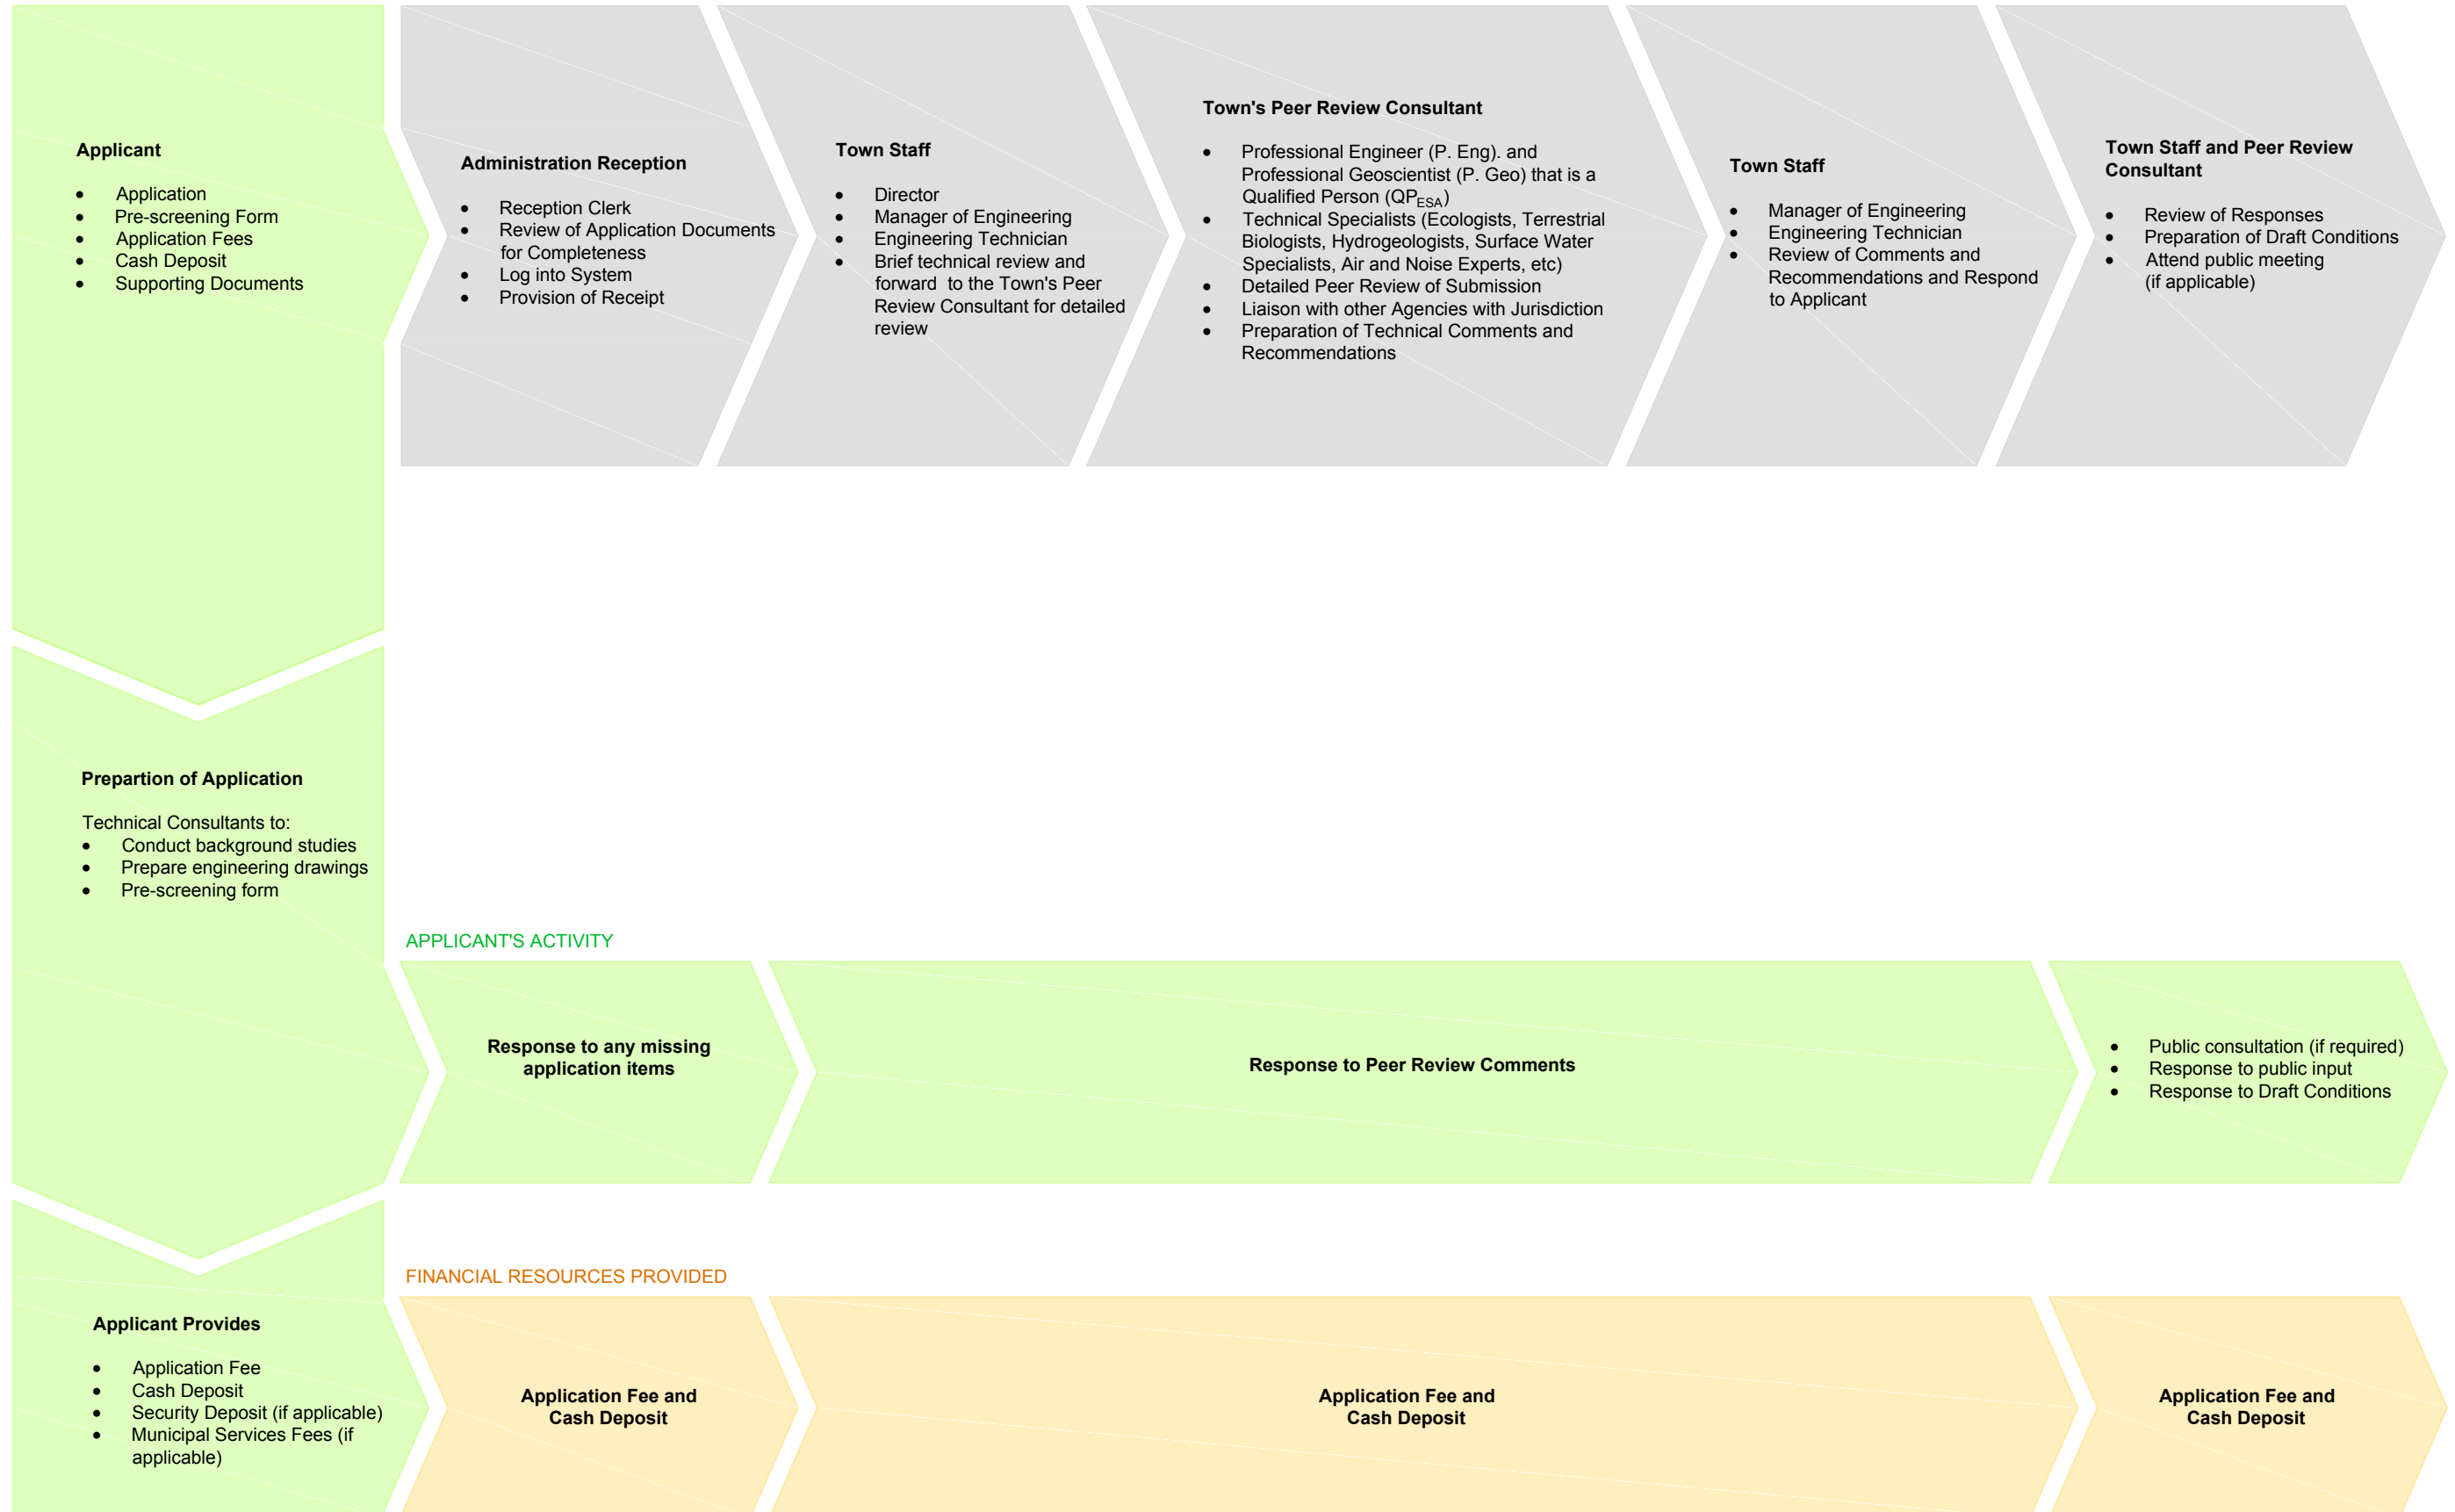 Applicant
• Application
• Pre-screening Form
• Application Fees
• Cash Deposit
• Supporting Documents
Administration Reception
• Reception Clerk
• Review of Application Documents
for Completeness
• Log into System
• Provision of Receipt
Town Staff
• Director
• Manager of Engineering
• Engineering Technician
• Brief technical review and
forward to the Town's Peer
Review Consultant for detailed
review
Town's Peer Review Consultant
• Professional Engineer (P. Eng). and
Professional Geoscientist (P. Geo) that is a
Qualified Person (QPESA)
• Technical Specialists (Ecologists, Terrestrial
Biologists, Hydrogeologists, Surface Water
Specialists, Air and Noise Experts, etc)
• Detailed Peer Review of Submission
• Liaison with other Agencies with Jurisdiction
• Preparation of Technical Comments and
Recommendations
Town Staff
• Manager of Engineering
• Engineering Technician
• Review of Comments and
Recommendations and Respond
to Applicant
Town Staff and Peer Review
Consultant
• Review of Responses
• Preparation of Draft Conditions
• Attend public meeting
(if applicable)
Prepartion of Application
Technical Consultants to:
• Conduct background studies
• Prepare engineering drawings
• Pre-screening form
APPLICANT'S ACTIVITY
Response to any missing
application items
Response to Peer Review Comments
• Public consultation (if required)
• Response to public input
• Response to Draft Conditions
Applicant Provides
• Application Fee
• Cash Deposit
• Security Deposit (if applicable)
• Municipal Services Fees (if
applicable)
FINANCIAL RESOURCES PROVIDED
Application Fee and
Cash Deposit
Application Fee and
Cash Deposit
Application Fee and
Cash Deposit